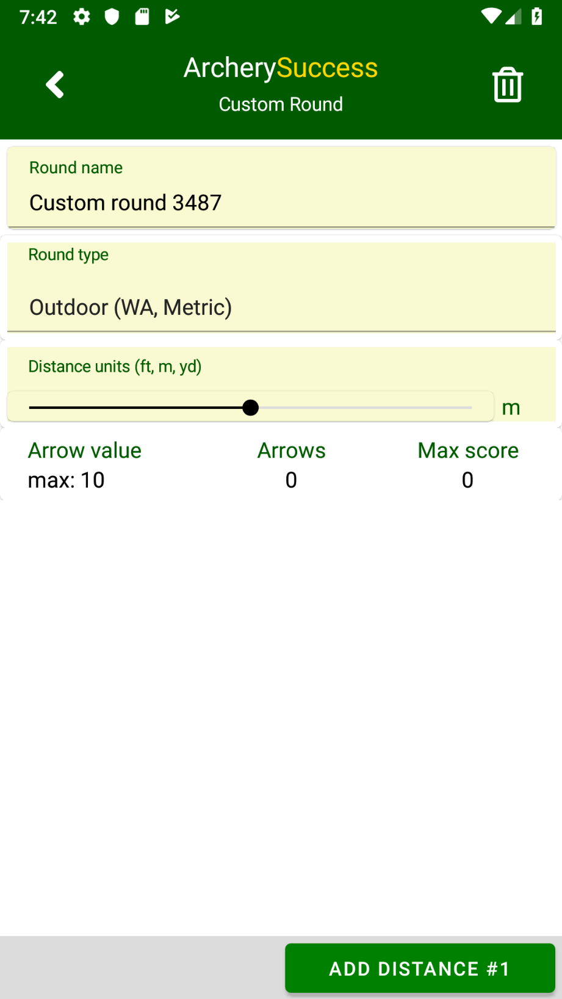 7:42
ArcherySuccess
Custom Round
Round name
Custom round 3487
Round type
Outdoor (WA, Metric)
Distance units (ft, m, yd)
m
Arrow value Arrows Max score
max: 10 0 0
ADD DISTANCE #1